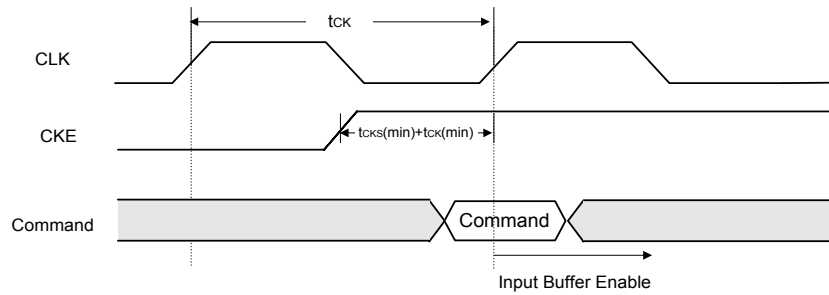 tCK
CLK
CKE
tCKS(min)+tCK(min)
Command
Command
Input Buffer Enable